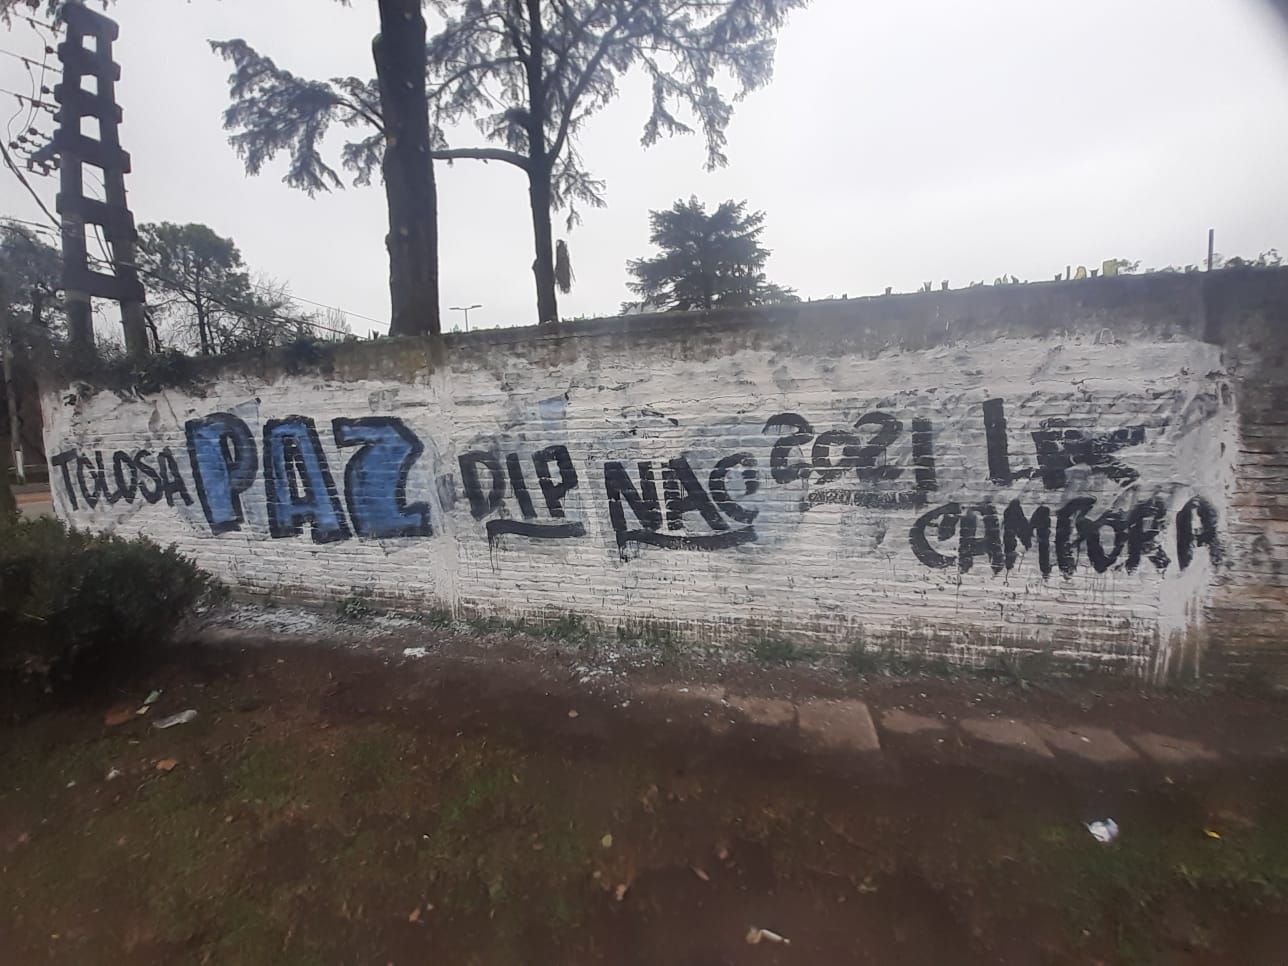 TOLOSA PAZ DIP NAC 2021 LA
CAMPORA